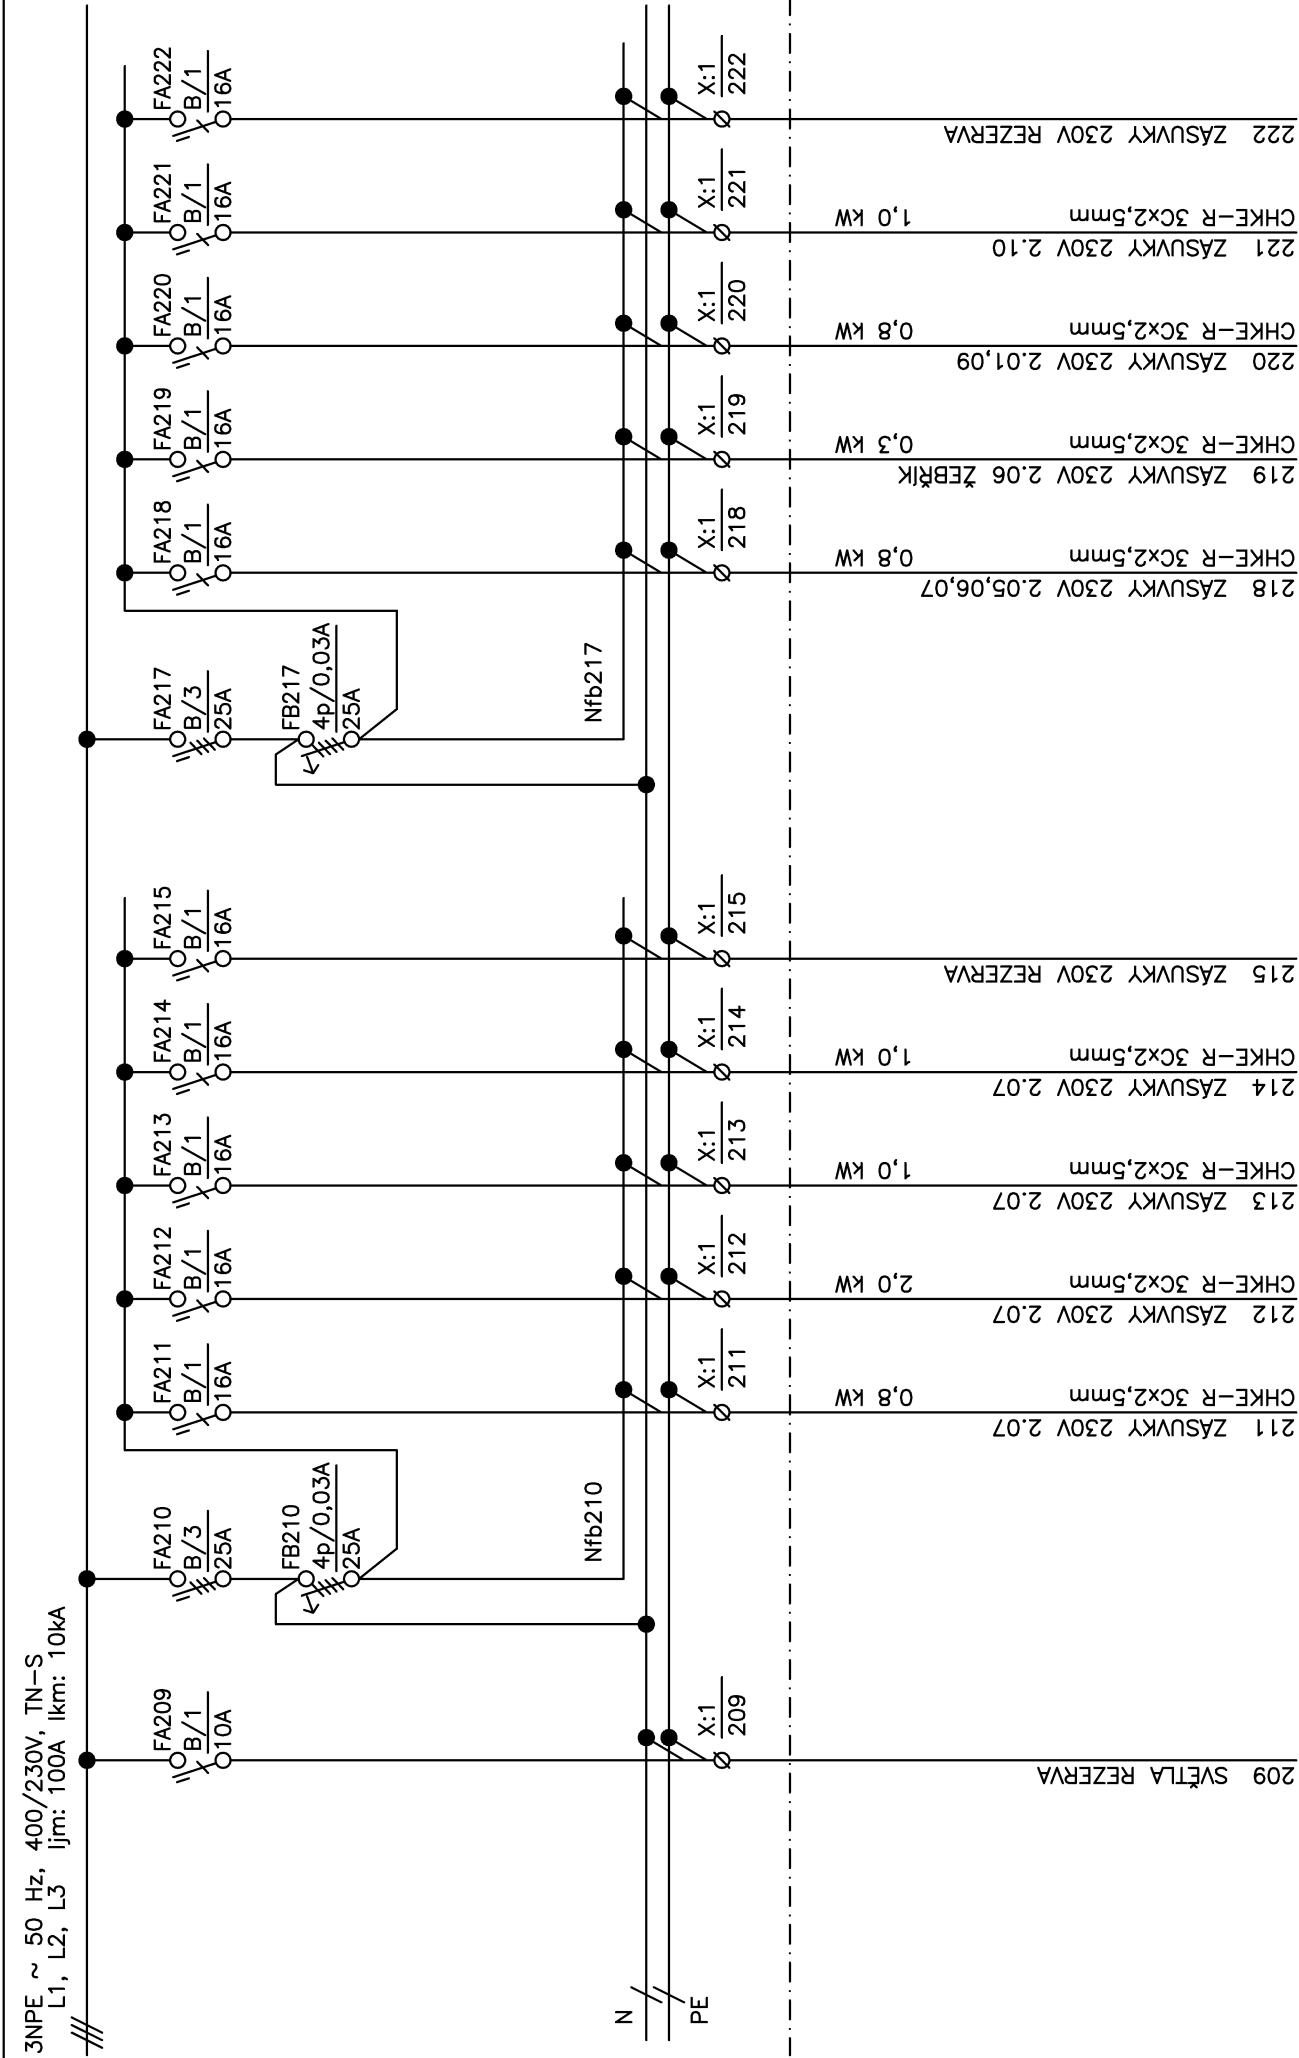 3NPE ~ 50 Hz, 400/230V, TN-S
L1, L2, L3 Ijm: 100A Ikm: 10kA
FA209
B/1
10A
FA210
B/3
25A
FB210
4p/0,03A
25A
Nfb210
FA211
B/1
16A
FA212
B/1
16A
FA213
B/1
16A
FA214
B/1
16A
FA215
B/1
16A
FA217
B/3
25A
FB217
4p/0,03A
25A
Nfb217
FA218
B/1
16A
FA219
B/1
16A
FA220
B/1
16A
FA221
B/1
16A
FA222
B/1
16A
N
PE
X:1
209
X:1
211
X:1
212
X:1
213
X:1
214
X:1
215
X:1
218
X:1
219
X:1
220
X:1
221
X:1
222
209 SVĚTLA REZERVA
211 ZÁSUVKY 230V 2.07
CHKE-R 3Cx2,5mm 0,8 kW
212 ZÁSUVKY 230V 2.07
CHKE-R 3Cx2,5mm 2,0 kW
213 ZÁSUVKY 230V 2.07
CHKE-R 3Cx2,5mm 1,0 kW
214 ZÁSUVKY 230V 2.07
CHKE-R 3Cx2,5mm 1,0 kW
215 ZÁSUVKY 230V REZERVA
218 ZÁSUVKY 230V 2.05,06,07
CHKE-R 3Cx2,5mm 0,8 kW
219 ZÁSUVKY 230V 2.06 ŽEBŘÍK
CHKE-R 3Cx2,5mm 0,3 kW
220 ZÁSUVKY 230V 2.01,09
CHKE-R 3Cx2,5mm 0,8 kW
221 ZÁSUVKY 230V 2.10
CHKE-R 3Cx2,5mm 1,0 kW
222 ZÁSUVKY 230V REZERVA